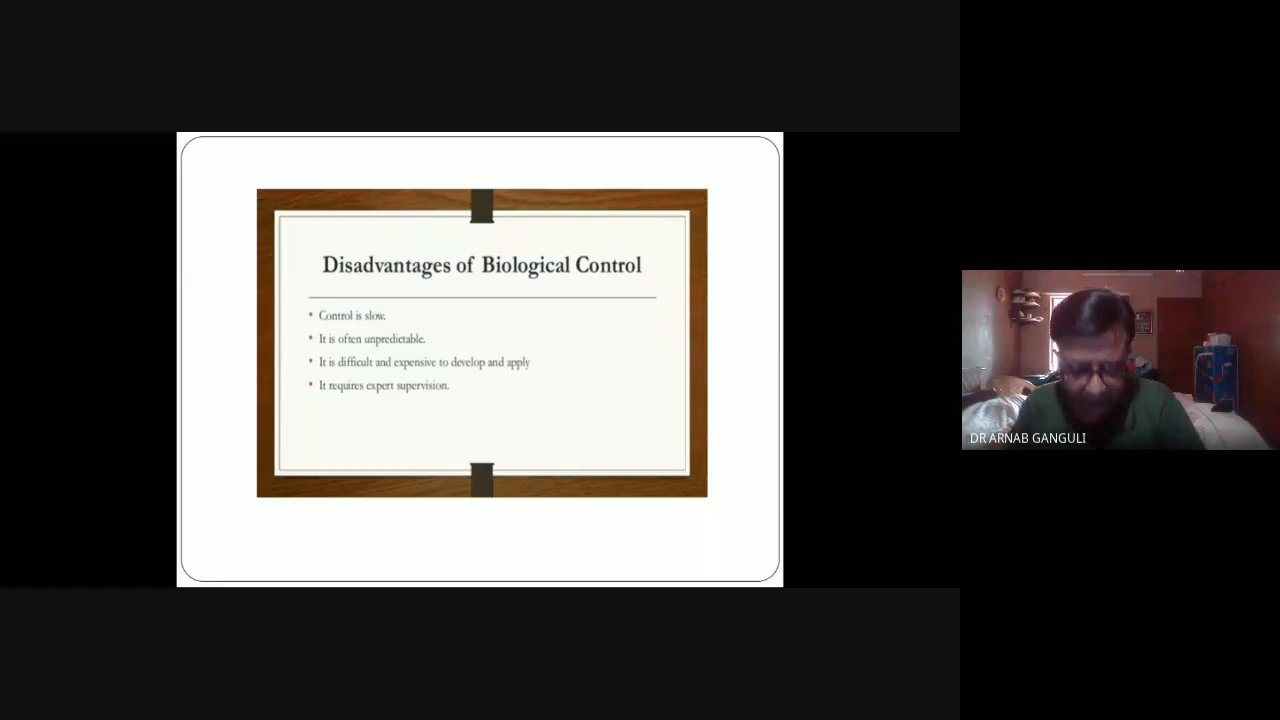 Disadvantages of Biological Control
• Control is slow.
• It is often unpredictable.
• It is difficult and expensive to develop and apply
• It requires expert supervision.
DR ARNAB GANGULI